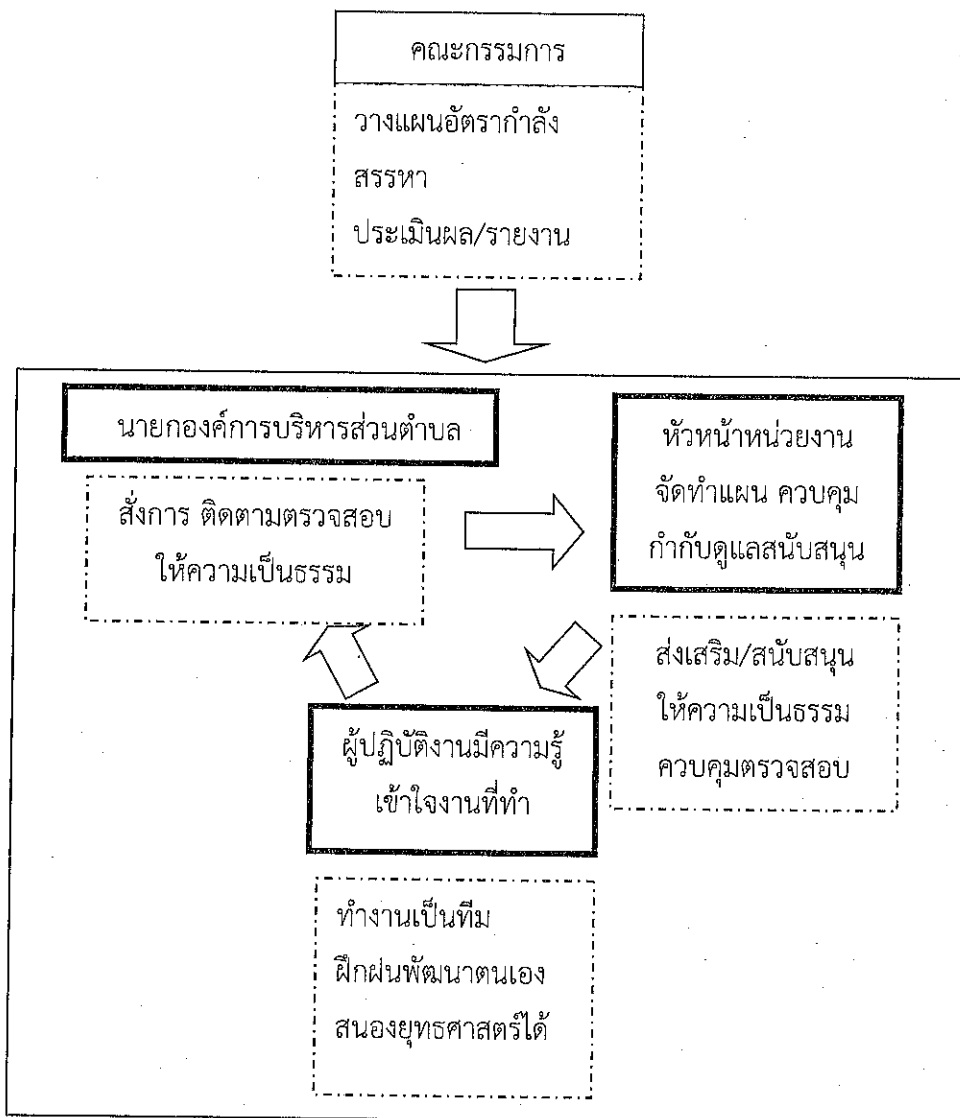 คณะกรรมการ
วางแผนอัตรากำลัง
สรรหา
ประเมินผล/รายงาน
นายกองค์การบริหารส่วนตำบล
สั่งการ ติดตามตรวจสอบ
ให้ความเป็นธรรม
หัวหน้าหน่วยงาน
จัดทำแผน ควบคุม
กำกับดูแลสนับสนุน
ส่งเสริม/สนับสนุน
ให้ความเป็นธรรม
ควบคุมตรวจสอบ
ผู้ปฏิบัติงานมีความรู้
เข้าใจงานที่ทำ
ทำงานเป็นทีม
ฝึกฝนพัฒนาตนเอง
สนองยุทธศาสตร์ได้